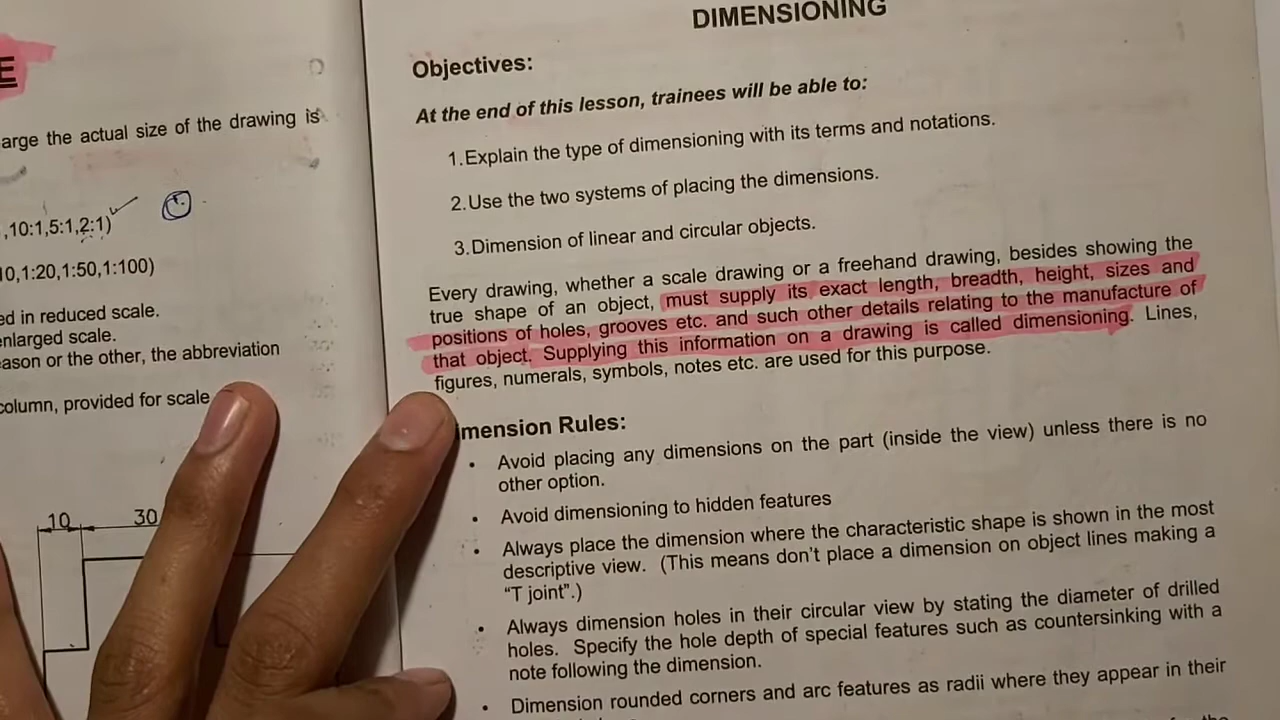 E
arge the actual size of the drawing is
,10:1,5:1,2:1)
10,1:20,1:50,1:100)
ed in reduced scale.
enlarged scale.
eason or the other, the abbreviation
column, provided for scale
10 30
DIMENSIONING
Objectives:
At the end of this lesson, trainees will be able to:
1.Explain the type of dimensioning with its terms and notations.
2.Use the two systems of placing the dimensions.
3.Dimension of linear and circular objects.
Every drawing, whether a scale drawing or a freehand drawing, besides showing the
true shape of an object, must supply its exact length, breadth, height, sizes and
positions of holes, grooves etc. and such other details relating to the manufacture of
that object. Supplying this information on a drawing is called dimensioning. Lines,
figures, numerals, symbols, notes etc. are used for this purpose.
mension Rules:
• Avoid placing any dimensions on the part (inside the view) unless there is no
other option.
• Avoid dimensioning to hidden features
• Always place the dimension where the characteristic shape is shown in the most
descriptive view. (This means don't place a dimension on object lines making a
"T joint".)
• Always dimension holes in their circular view by stating the diameter of drilled
holes. Specify the hole depth of special features such as countersinking with a
note following the dimension.
• Dimension rounded corners and arc features as radii where they appear in their